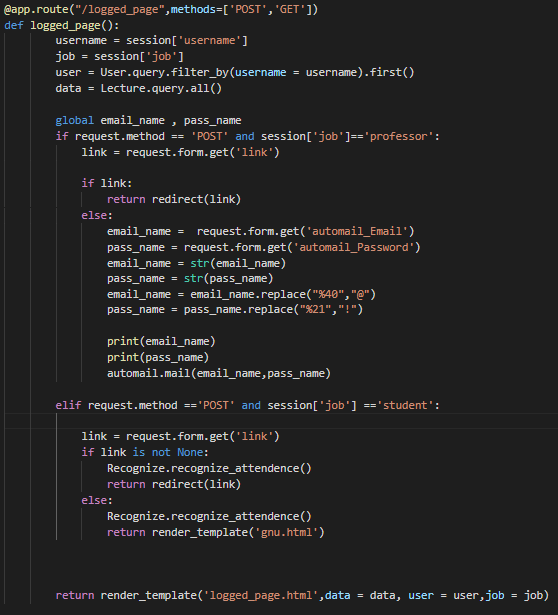 @app.route("/logged_page",methods=['POST','GET'])
def logged_page():
        username = session['username']
        job = session['job']
        user = User.query.filter_by(username = username).first()
        data = Lecture.query.all()
        global email_name , pass_name
        if request.method == 'POST' and session['job']=='professor':
            link = request.form.get('link')
            if link:
                return redirect(link)
            else:
                email_name =  request.form.get('automail_Email')
                pass_name = request.form.get('automail_Password')
                email_name = str(email_name)
                pass_name = str(pass_name)
                email_name = email_name.replace("%40","@")
                pass_name = pass_name.replace("%21","!")
                print(email_name)
                print(pass_name)
                automail.mail(email_name,pass_name)
        elif request.method =='POST' and session['job'] =='student':
            link = request.form.get('link')
            if link is not None:
                Recognize.recognize_attendence()
                return redirect(link)
            else:
                Recognize.recognize_attendence()
                return render_template('gnu.html')
        return render_template('logged_page.html',data = data, user = user,job = job)